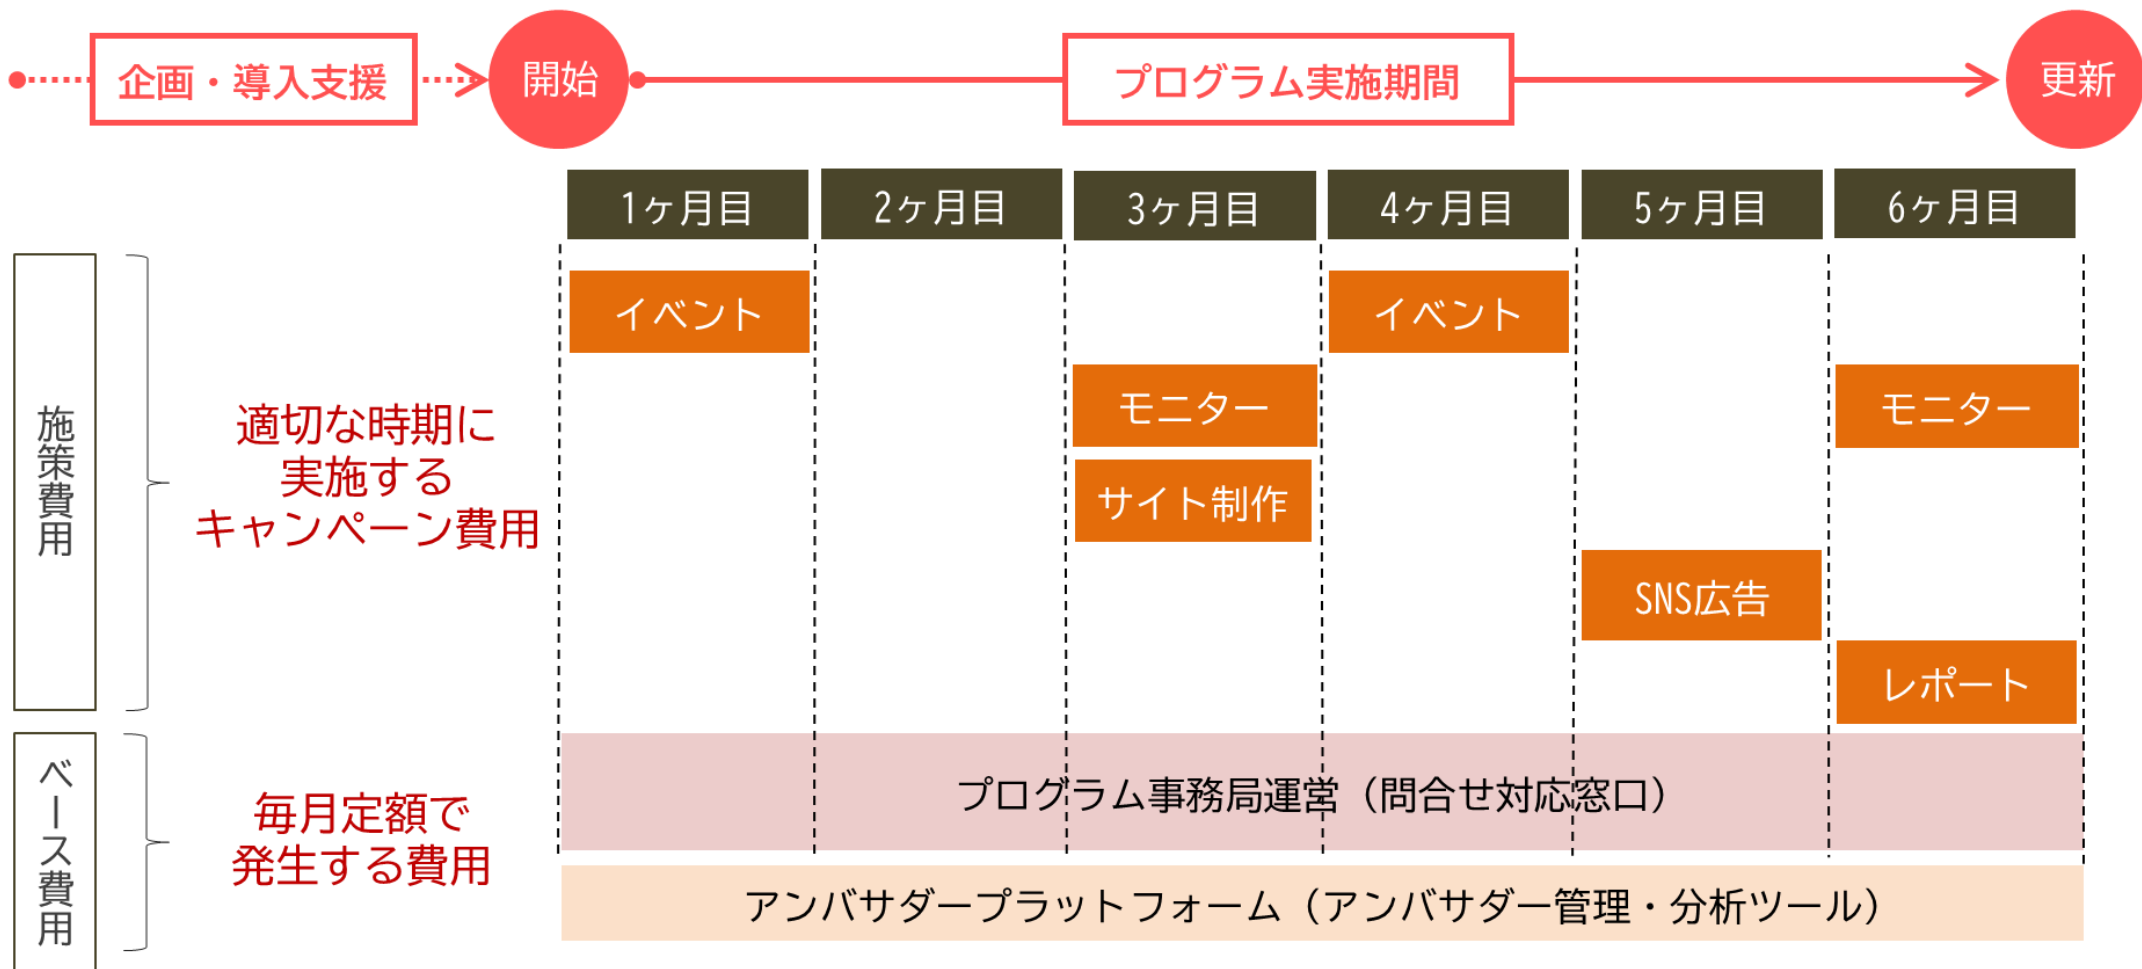 企画・導入支援
開始
プログラム実施期間
更新
1ヶ月目
2ヶ月目
3ヶ月目
4ヶ月目
5ヶ月目
6ヶ月目
施策費用
適切な時期に
実施する
キャンペーン費用
イベント
イベント
モニター
モニター
サイト制作
SNS広告
レポート
ベース費用
毎月定額で
発生する費用
プログラム事務局運営（問合せ対応窓口）
アンバサダープラットフォーム（アンバサダー管理・分析ツール）